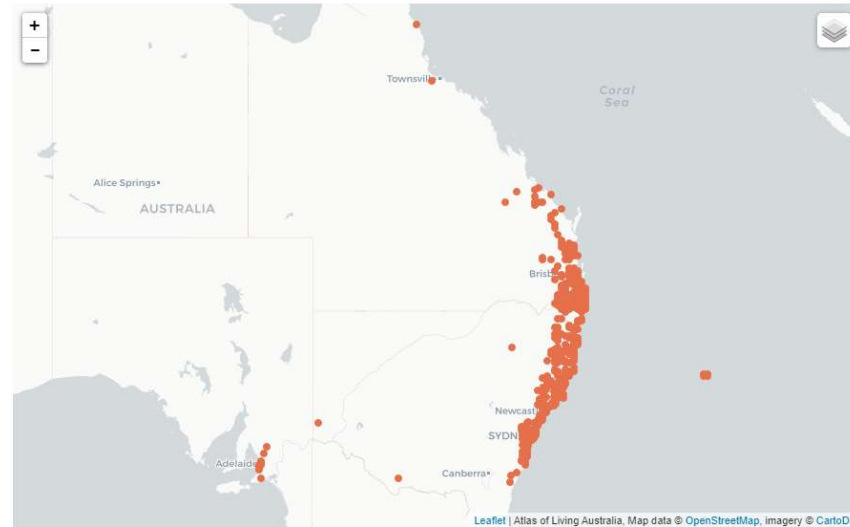 +
−
Townsvill
Coral
Sea
Alice Springs
AUSTRALIA
Brisb
Newcast
SYDN
Adelaide
Canberra
Leaflet | Atlas of Living Australia, Map data © OpenStreetMap, imagery © CartoD